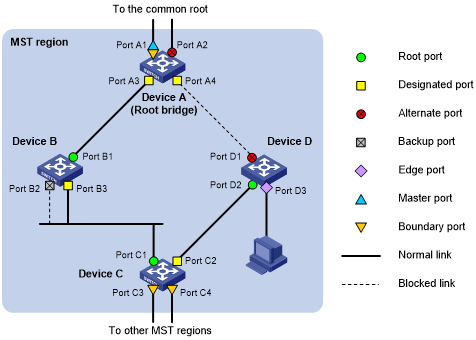 To the common root
MST region
Port A1
Port A2
Port A3
Port A4
Device A
(Root bridge)
Device B
Device D
Port B1
Port D1
Port B2
Port B3
Port D2
Port D3
Port C1
Port C2
Device C
Port C3
Port C4
To other MST regions
Root port
Designated port
Alternate port
Backup port
Edge port
Master port
Boundary port
Normal link
Blocked link